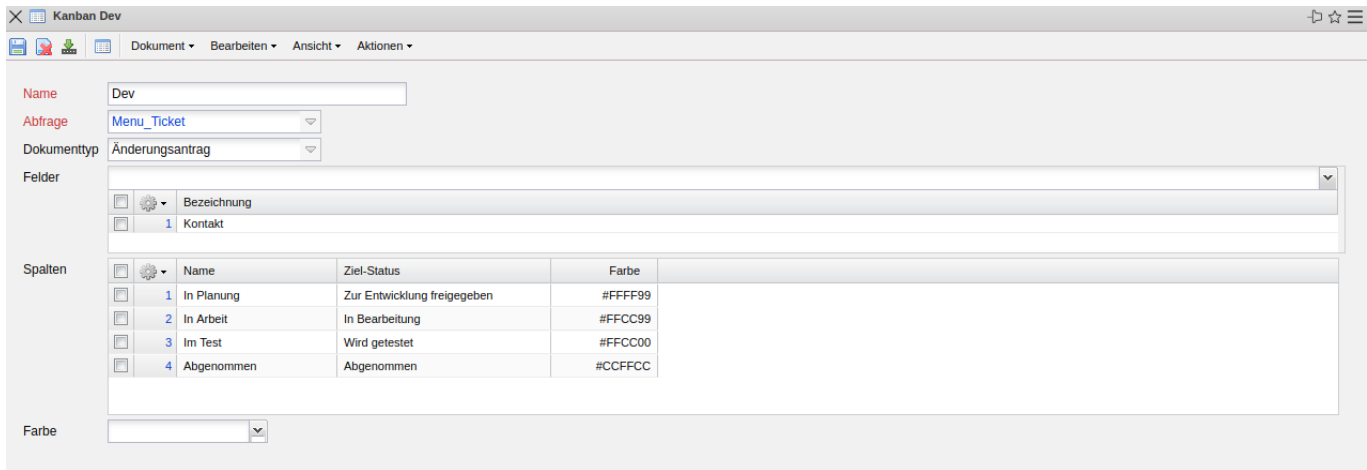 Kanban Dev
Dokument Bearbeiten Ansicht Aktionen
Name Dev
Abfrage Menu_Ticket
Dokumenttyp Änderungsantrag
Felder
Bezeichnung
1 Kontakt
Spalten Name Ziel-Status Farbe
1 In Planung Zur Entwicklung freigegeben #FFFF99
2 In Arbeit In Bearbeitung #FFCC99
3 Im Test Wird getestet #FFCC00
4 Abgenommen Abgenommen #CCFFCC
Farbe